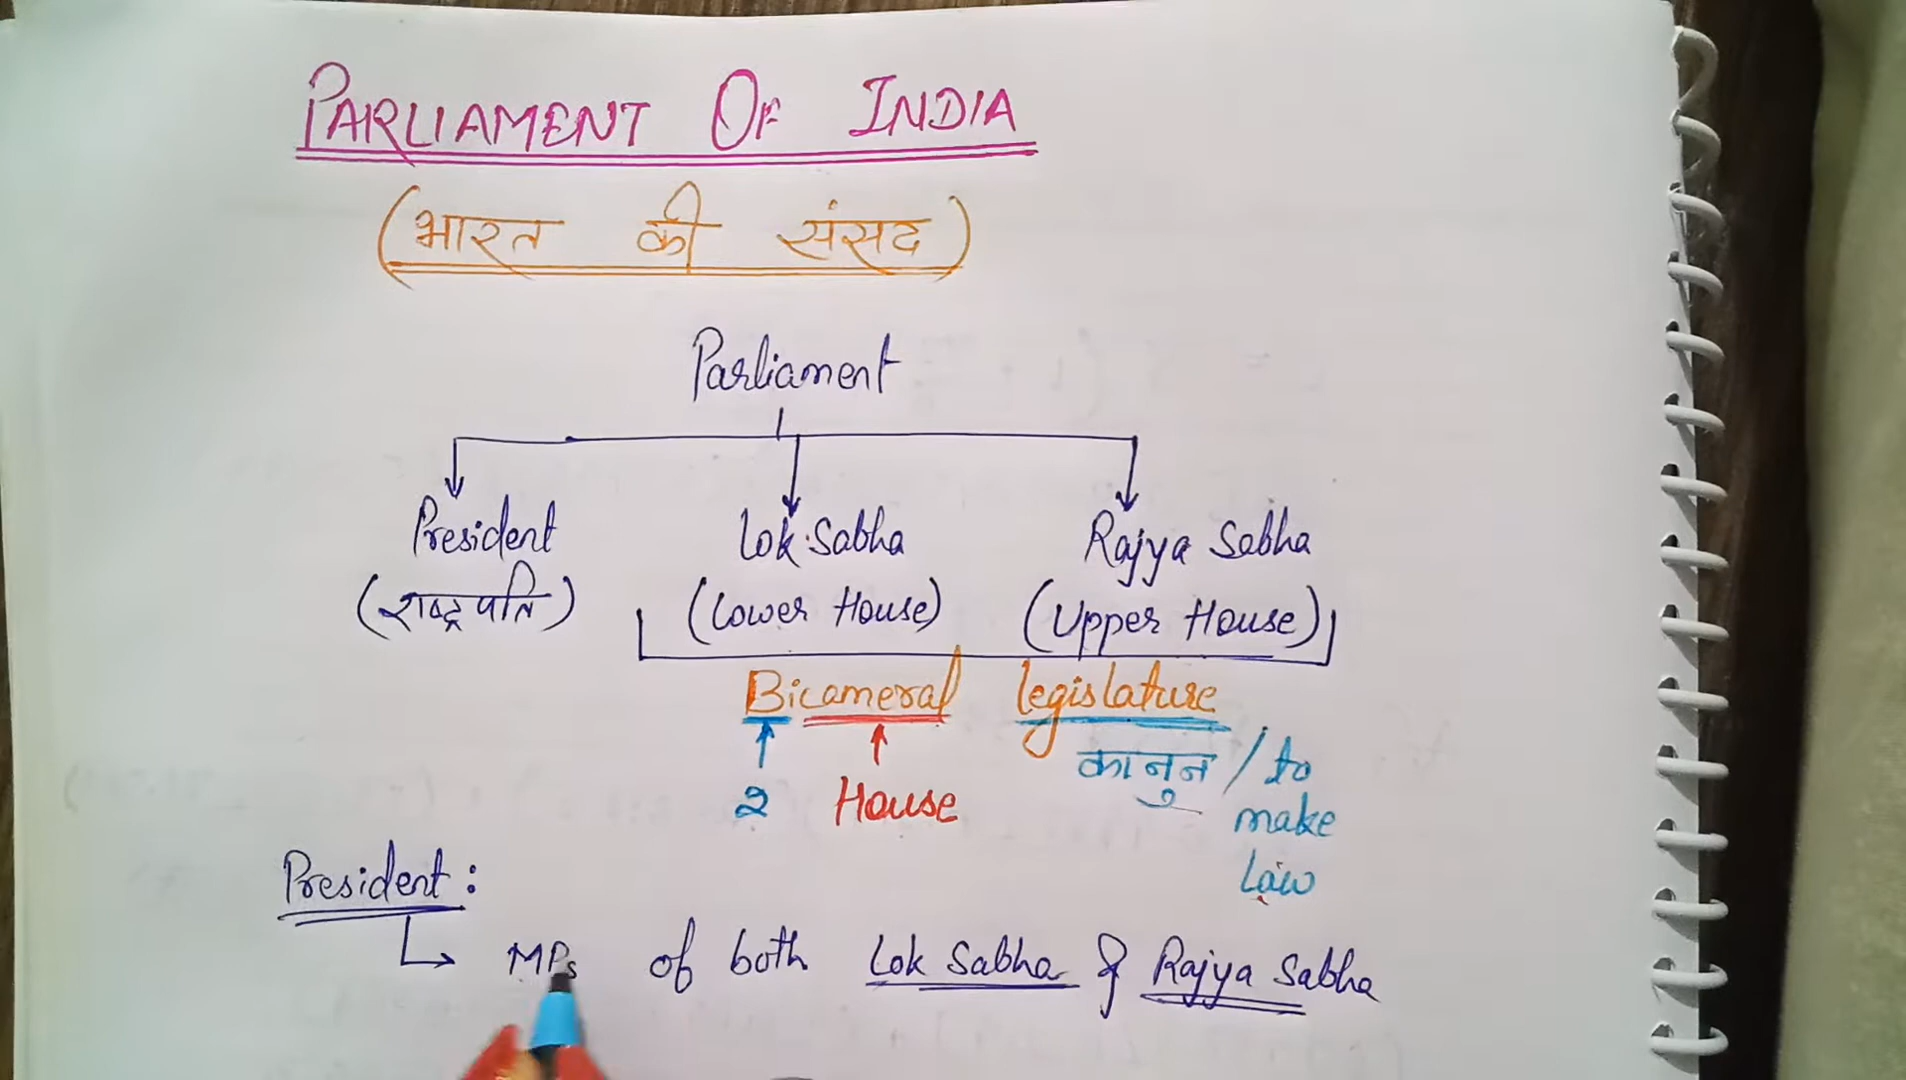 PARLIAMENT OF INDIA
(भारत की संसद)
Parliament
President Lok Sabha Rajya Sabha
(राष्ट्रपति) (Lower House) (Upper House)
Bicameral legislature
2 House कानुन / to
make
law
President :
MPs of both Lok Sabha & Rajya Sabha